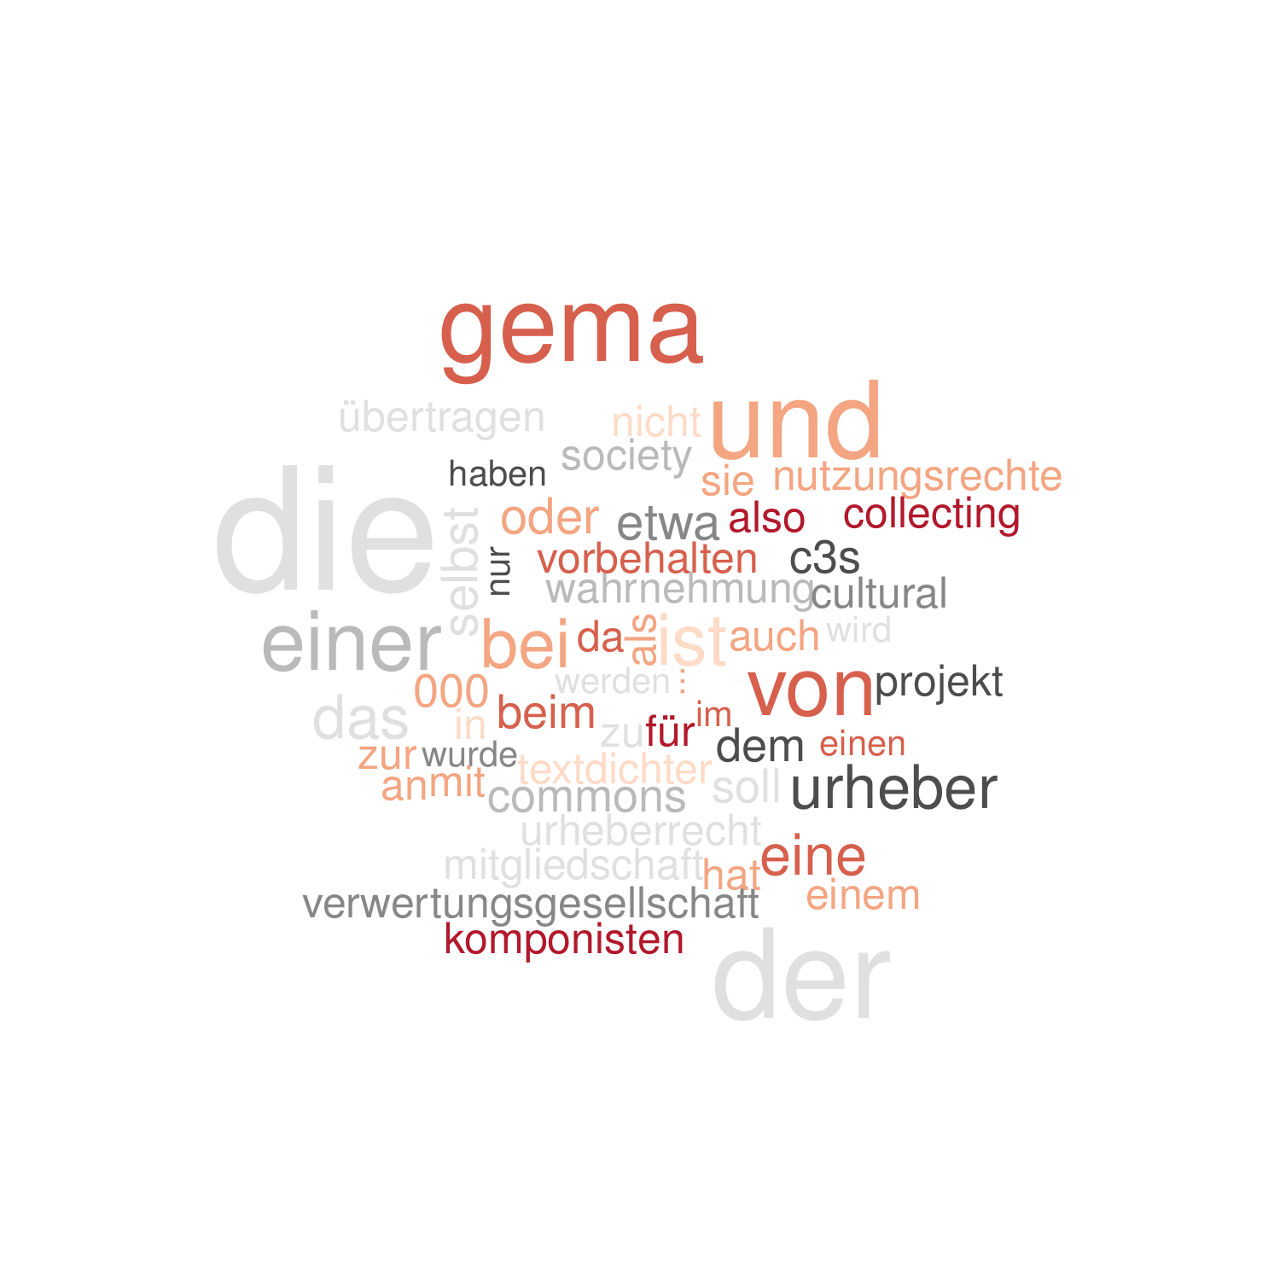 gema
übertragen nicht und
society
haben sie nutzungsrechte
die selbst oder etwa also collecting
nur vorbehalten c3s
wahrnehmung cultural
einer bei da als ist auch wird
000 werden ... von projekt
das in beim zu für im
zur wurde dem einen
an mit textdichter
commons soll urheber
urheberrecht
mitgliedschaft hat eine
verwertungsgesellschaft einem
komponisten
der